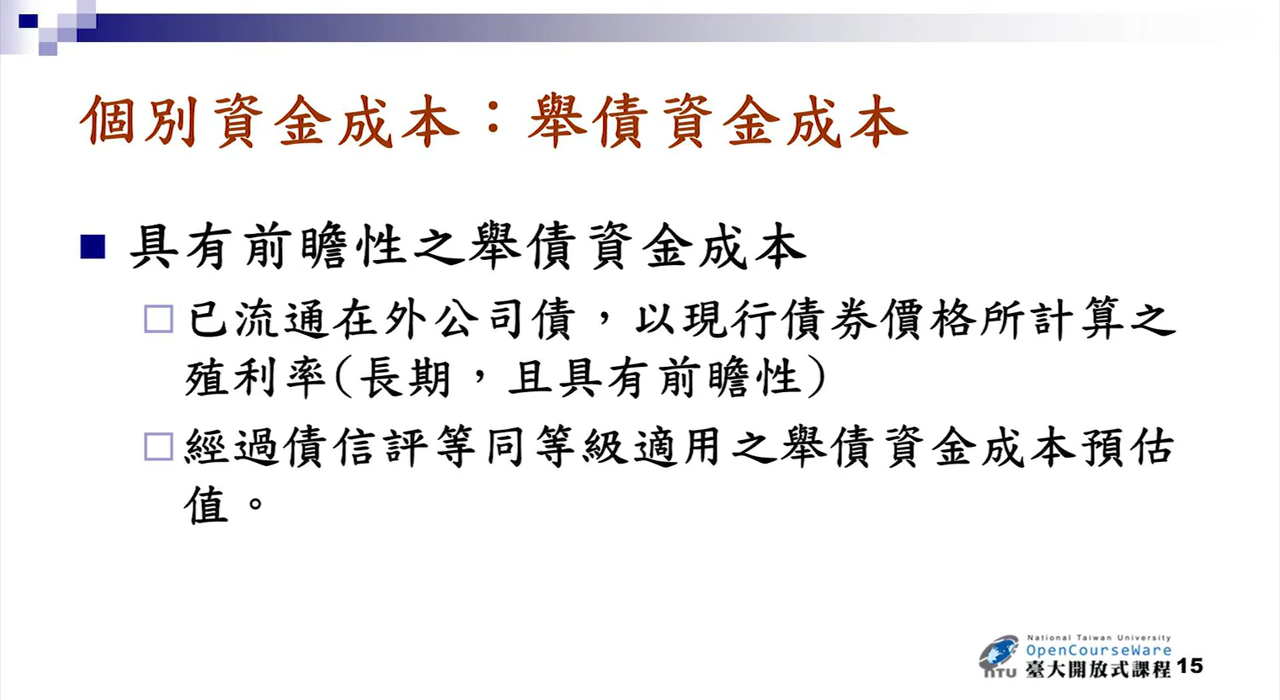 個別資金成本：舉債資金成本
具有前瞻性之舉債資金成本
已流通在外公司債，以現行債券價格所計算之
殖利率(長期，且具有前瞻性)
經過債信評等同等級適用之舉債資金成本預估
值。
National Taiwan University
OpenCourseWare
NTU 臺大開放式課程 15